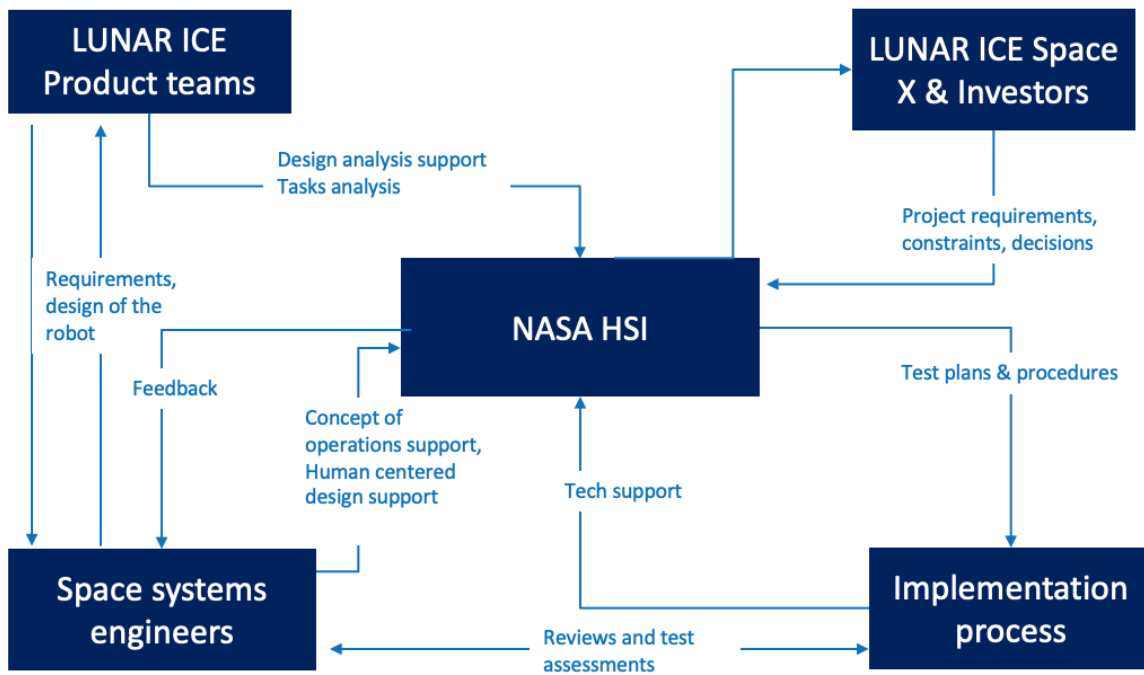 LUNAR ICE
Product teams
LUNAR ICE Space
X & Investors
Design analysis support
Tasks analysis
Project requirements,
constraints, decisions
Requirements,
design of the
robot
NASA HSI
Feedback
Test plans & procedures
Concept of
operations support,
Human centered
design support
Tech support
Space systems
engineers
Implementation
process
Reviews and test
assessments